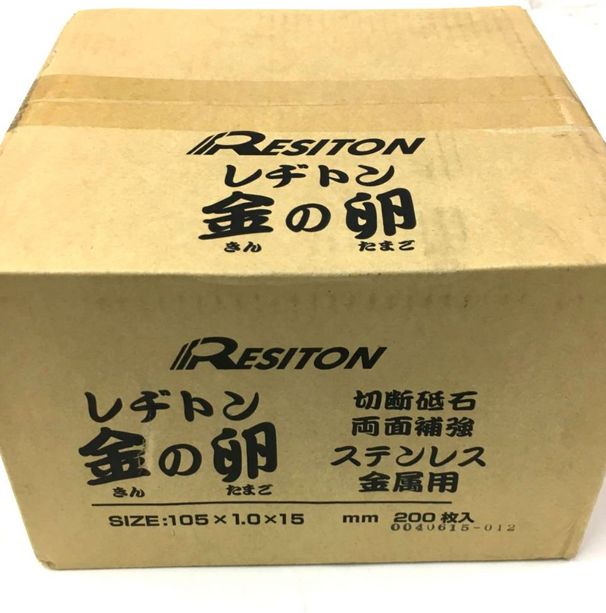 RESITON
レヂトン
金の卵
きん たまご
RESITON
レヂトン
金の卵
きん たまご
切断砥石
両面補強
ステンレス
金属用
SIZE:105×1.0×15 mm 200枚入
0040615-012